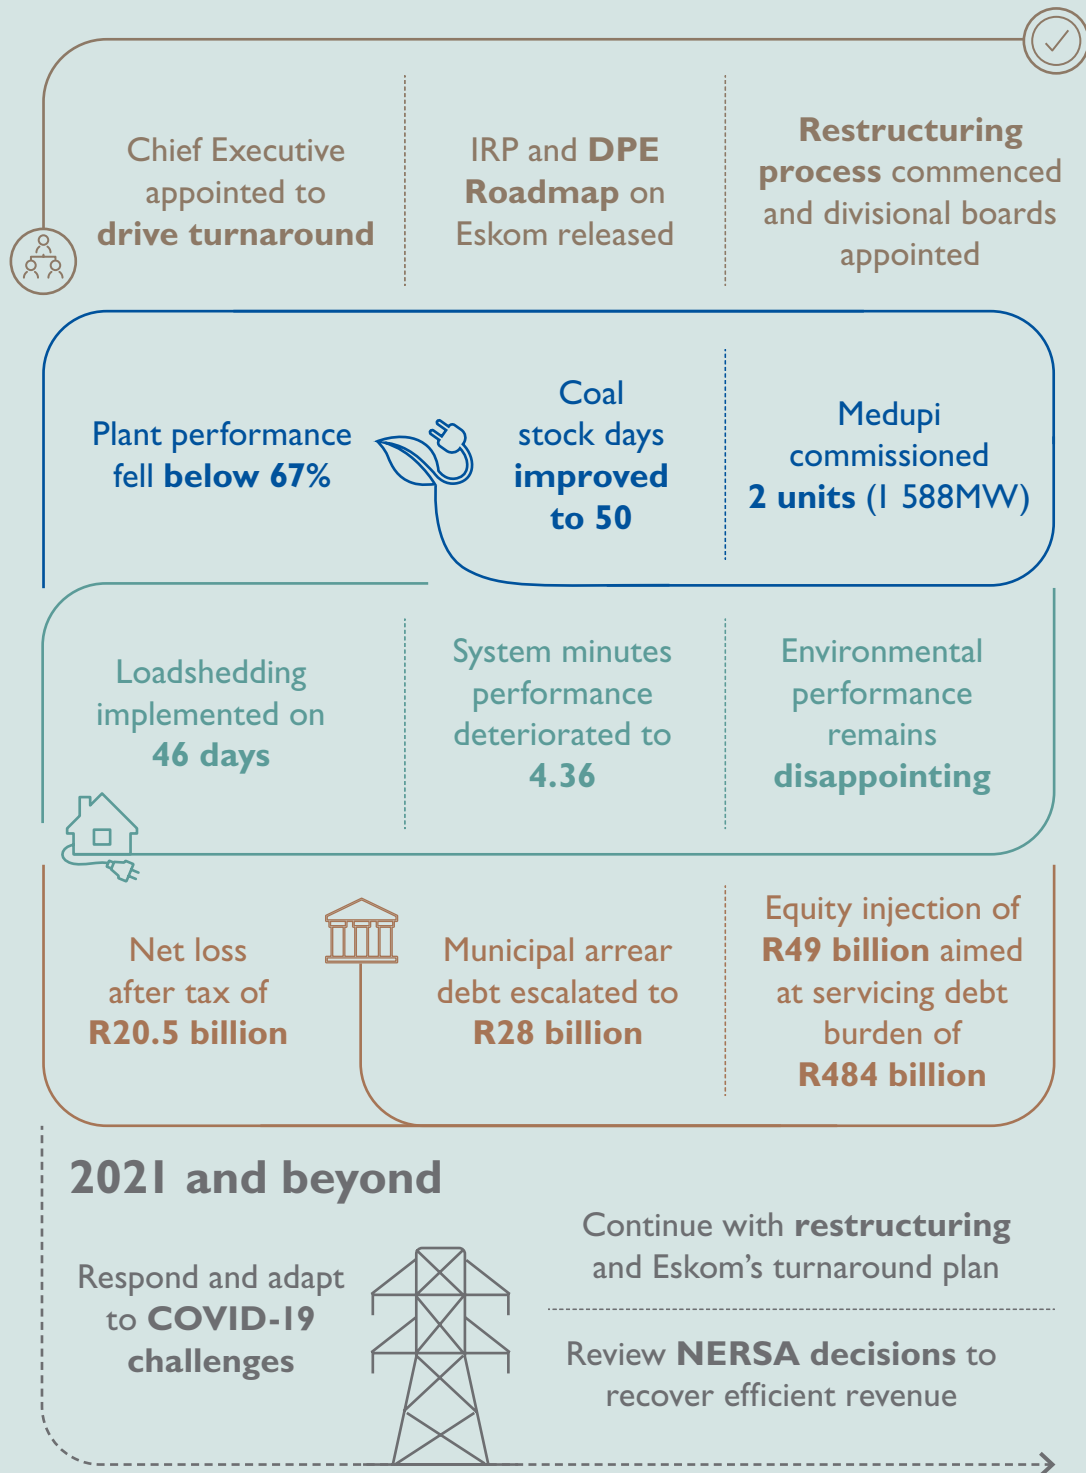 Chief Executive
appointed to
drive turnaround
IRP and DPE
Roadmap on
Eskom released
Restructuring
process commenced
and divisional boards
appointed
Plant performance
fell below 67%
Coal
stock days
improved
to 50
Medupi
commissioned
2 units (1 588MW)
Loadshedding
implemented on
46 days
System minutes
performance
deteriorated to
4.36
Environmental
performance
remains
disappointing
Net loss
after tax of
R20.5 billion
Municipal arrear
debt escalated to
R28 billion
Equity injection of
R49 billion aimed
at servicing debt
burden of
R484 billion
2021 and beyond
Respond and adapt
to COVID-19
challenges
Continue with restructuring
and Eskom's turnaround plan
Review NERSA decisions to
recover efficient revenue